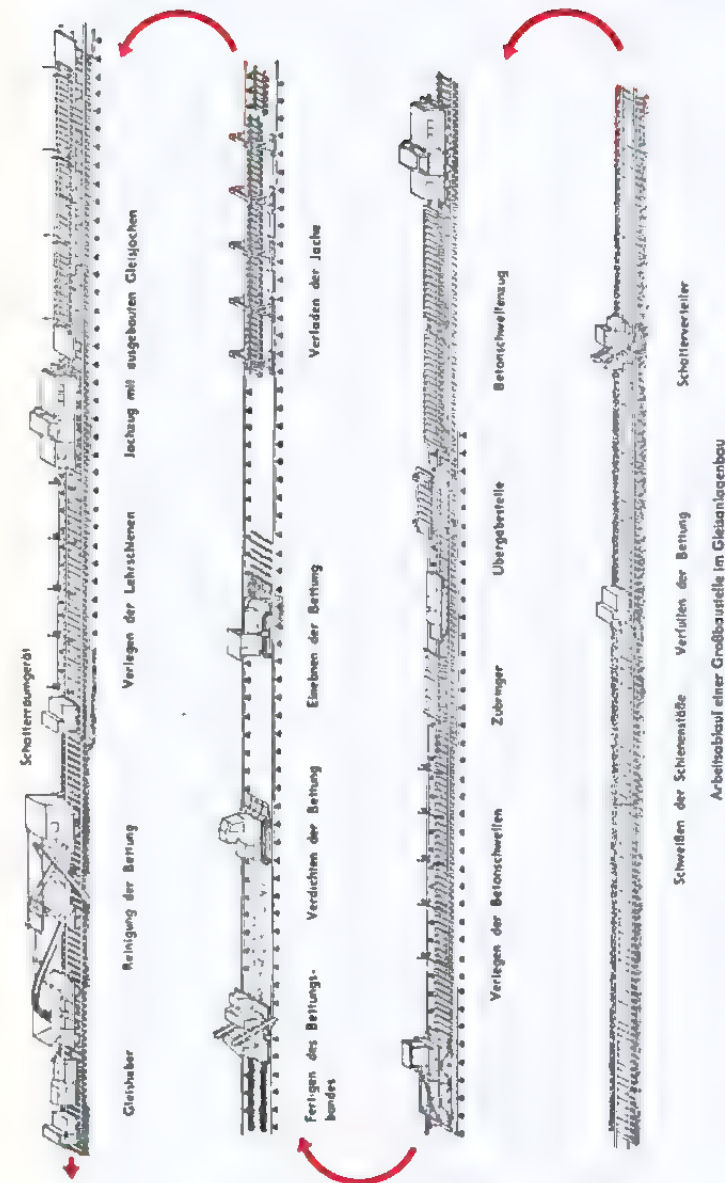 Schotterräumgerät
Gleisheber
Reinigung der Bettung
Verlegen der Lehrschienen
Jochzug mit ausgebauten Gleisjochen
Fertigen des Bettungs-
bandes
Verdichten der Bettung
Einebnen der Bettung
Verladen der Joche
Verlegen der Betonschwellen
Zubringer
Übergabestelle
Betonschwellenzug
Schweißen der Schienenstöße
Verfüllen der Bettung
Schotterverteiler
Arbeitsablauf einer Großbaustelle im Gleisanlagenbau